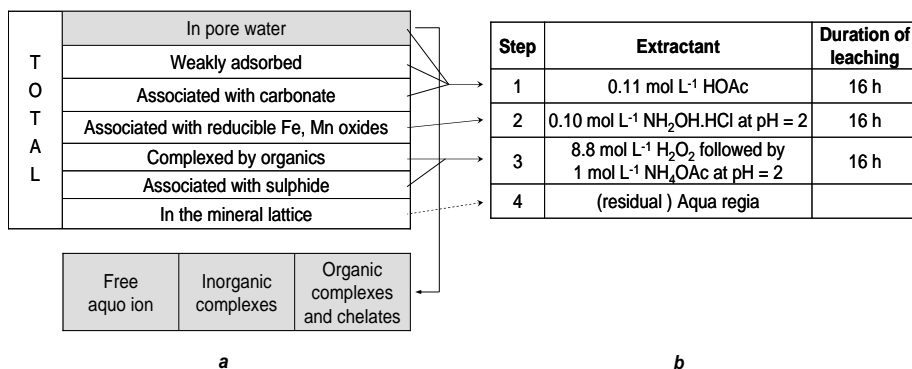 TOTAL
In pore water
Weakly adsorbed
Associated with carbonate
Associated with reducible Fe, Mn oxides
Complexed by organics
Associated with sulphide
In the mineral lattice
Free
aquo ion
Inorganic
complexes
Organic
complexes
and chelates
a
Step Extractant Duration of
leaching
1 0.11 mol L-1 HOAc 16 h
2 0.10 mol L-1 NH2OH.HCl at pH = 2 16 h
3 8.8 mol L-1 H2O2 followed by
1 mol L-1 NH4OAc at pH = 2 16 h
4 (residual ) Aqua regia
b